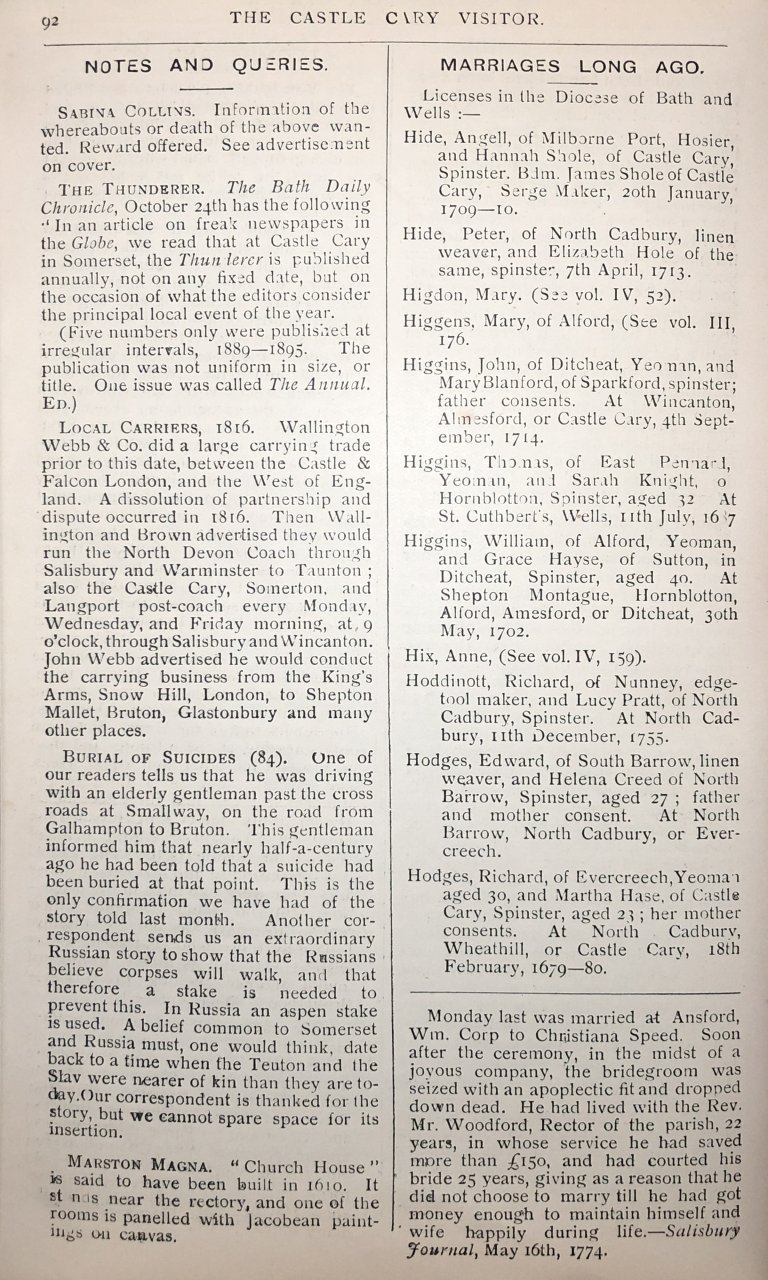 92
THE CASTLE CARY VISITOR.
NOTES AND QUERIES.
SABINA COLLINS. Information of the
whereabouts or death of the above wan-
ted. Reward offered. See advertisement
on cover.
THE THUNDERER. The Bath Daily
Chronicle, October 24th has the following
"In an article on freak newspapers in
the Globe, we read that at Castle Cary
in Somerset, the Thunderer is published
annually, not on any fixed date, but on
the occasion of what the editors consider
the principal local event of the year.
(Five numbers only were published at
irregular intervals, 1889—1895. The
publication was not uniform in size, or
title. One issue was called The Annual.
ED.)
LOCAL CARRIERS, 1816. Wallington
Webb & Co. did a large carrying trade
prior to this date, between the Castle &
Falcon London, and the West of Eng-
land. A dissolution of partnership and
dispute occurred in 1816. Then Wall-
ington and Brown advertised they would
run the North Devon Coach through
Salisbury and Warminster to Taunton ;
also the Castle Cary, Somerton, and
Langport post-coach every Monday,
Wednesday, and Friday morning, at 9
o'clock, through Salisbury and Wincanton.
John Webb advertised he would conduct
the carrying business from the King's
Arms, Snow Hill, London, to Shepton
Mallet, Bruton, Glastonbury and many
other places.
BURIAL OF SUICIDES (84). One of
our readers tells us that he was driving
with an elderly gentleman past the cross
roads at Smallway, on the road from
Galhampton to Bruton. This gentleman
informed him that nearly half-a-century
ago he had been told that a suicide had
been buried at that point. This is the
only confirmation we have had of the
story told last month. Another cor-
respondent sends us an extraordinary
Russian story to show that the Russians
believe corpses will walk, and that
therefore a stake is needed to
prevent this. In Russia an aspen stake
is used. A belief common to Somerset
and Russia must, one would think, date
back to a time when the Teuton and the
Slav were nearer of kin than they are to-
day. Our correspondent is thanked for the
story, but we cannot spare space for its
insertion.
MARSTON MAGNA. "Church House"
is said to have been built in 1610. It
near the rectory, and one of the
rooms is panelled with Jacobean paint-
ings on canvas.
MARRIAGES LONG AGO.
Licenses in the Diocese of Bath and
Wells :—
Hide, Angell, of Milborne Port, Hosier,
and Hannah Shole, of Castle Cary,
Spinster. Bdm. James Shole of Castle
Cary, Serge Maker, 20th January,
1709—10.
Hide, Peter, of North Cadbury, linen
weaver, and Elizabeth Hole of the
same, spinster, 7th April, 1713.
Higdon, Mary. (See vol. IV, 52).
Higgens, Mary, of Alford, (See vol. III,
176.
Higgins, John, of Ditcheat, Yeoman, and
Mary Blanford, of Sparkford, spinster;
father consents. At Wincanton,
Almesford, or Castle Cary, 4th Sept-
ember, 1714.
Higgins, Thomas, of East Pennard,
Yeoman, and Sarah Knight, o
Hornblotton, Spinster, aged 32 At
St. Cuthbert's, Wells, 11th July,
Higgins, William, of Alford, Yeoman,
and Grace Hayse, of Sutton, in
Ditcheat, Spinster, aged 40. At
Shepton Montague, Hornblotton,
Alford, Amesford, or Ditcheat, 30th
May, 1702.
Hix, Anne, (See vol. IV, 159).
Hoddinott, Richard, of Nunney, edge-
tool maker, and Lucy Pratt, of North
Cadbury, Spinster. At North Cad-
bury, 11th December, 1755.
Hodges, Edward, of South Barrow, linen
weaver, and Helena Creed of North
Barrow, Spinster, aged 27 ; father
and mother consent. At North
Barrow, North Cadbury, or Ever-
creech.
Hodges, Richard, of Evercreech, Yeoman
aged 30, and Martha Hase, of Castle
Cary, Spinster, aged 23 ; her mother
consents. At North Cadbury,
Wheathill, or Castle Cary, 18th
February, 1679—80.
Monday last was married at Ansford,
Wm. Corp to Christiana Speed. Soon
after the ceremony, in the midst of a
joyous company, the bridegroom was
seized with an apoplectic fit and dropped
down dead. He had lived with the Rev.
Mr. Woodford, Rector of the parish, 22
years, in whose service he had saved
more than £150, and had courted his
bride 25 years, giving as a reason that he
did not choose to marry till he had got
money enough to maintain himself and
wife happily during life.—Salisbury
Journal, May 16th, 1774.